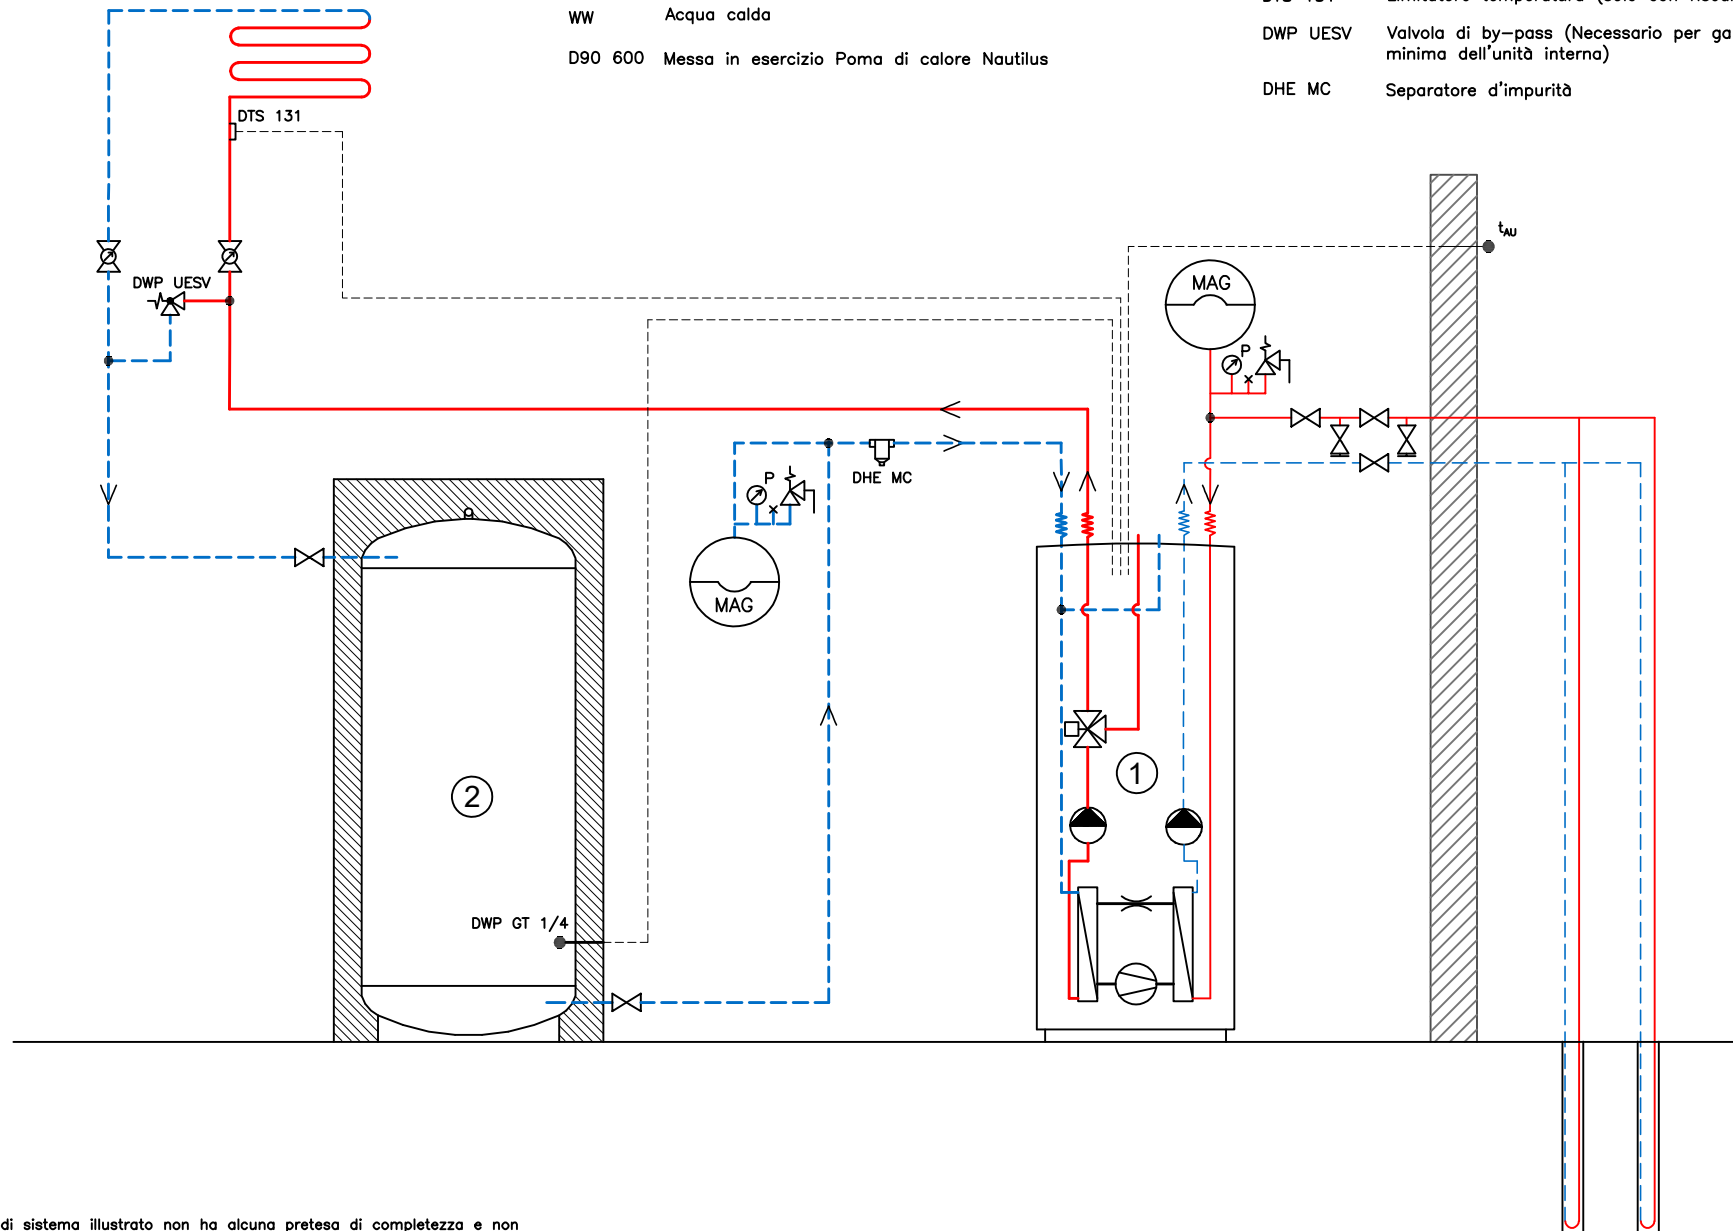 WW Acqua calda
D90 600 Messa in esercizio Poma di calore Nautilus
DWP UESV Valvola di by-pass (Necessario per ga
minima dell'unità interna)
DHE MC Separatore d'impurità
DTS 131
tAU
DWP UESV
MAG
P
P
DHE MC
MAG
1
2
DWP GT 1/4
di sistema illustrato non ha alcuna pretesa di completezza e non